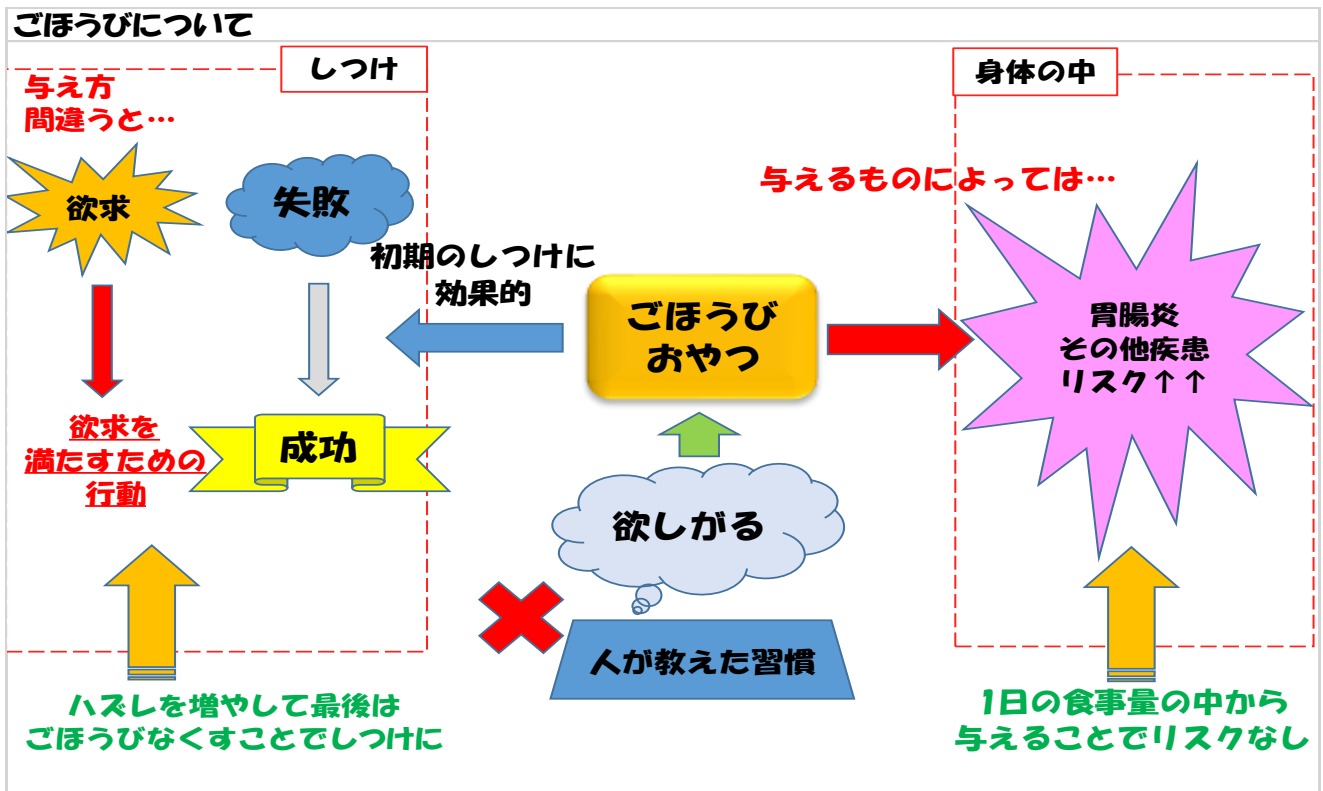 ごほうびについて
しつけ
与え方
間違うと…
欲求
失敗
欲求を
満たすための
行動
成功
ハズレを増やして最後は
ごほうびなくすことでしつけに
初期のしつけに
効果的
ごほうび
おやつ
欲しがる
人が教えた習慣
身体の中
与えるものによっては…
胃腸炎
その他疾患
リスク↑↑
1日の食事量の中から
与えることでリスクなし